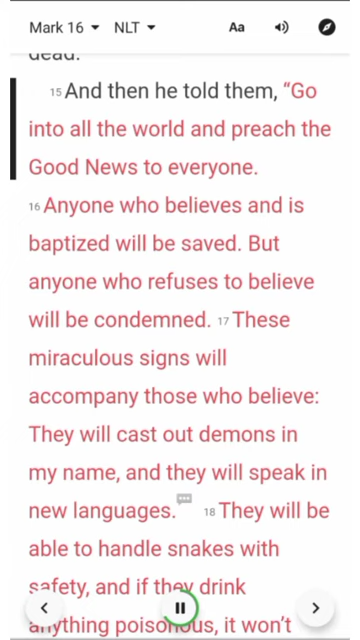 Mark 16 NLT Aa
dead.
15 And then he told them, “Go
into all the world and preach the
Good News to everyone.
16 Anyone who believes and is
baptized will be saved. But
anyone who refuses to believe
will be condemned. 17 These
miraculous signs will
accompany those who believe:
They will cast out demons in
my name, and they will speak in
new languages. 18 They will be
able to handle snakes with
safety, and if they drink
anything poisonous, it won’t